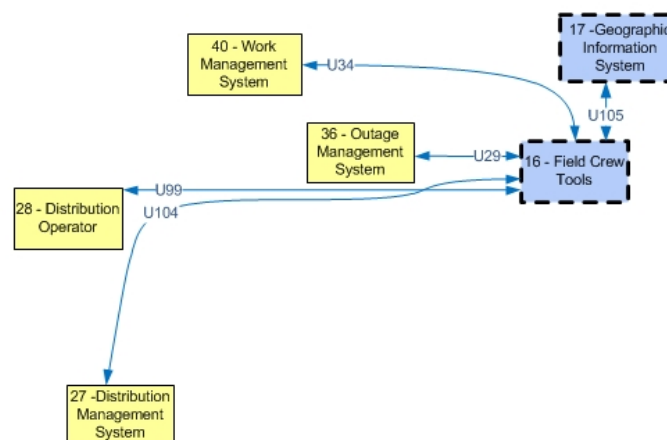 17 -Geographic
Information
System
40 - Work
Management
System
U34
U105
36 - Outage
Management
System
U29
16 - Field Crew
Tools
U99
28 - Distribution
Operator
U104
27 -Distribution
Management
System